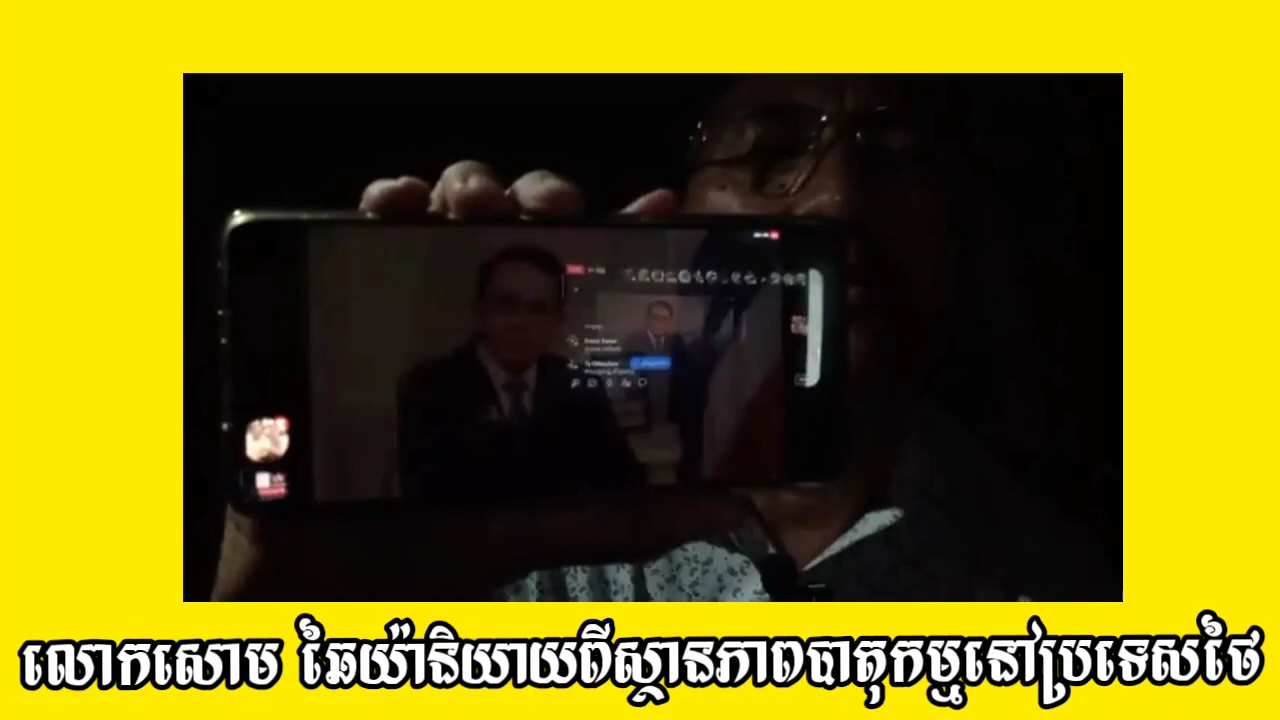 លោកសោម ឆៃយ៉ានិយាយពីស្ថានភាពបាតុកម្មនៅប្រទេសថៃ